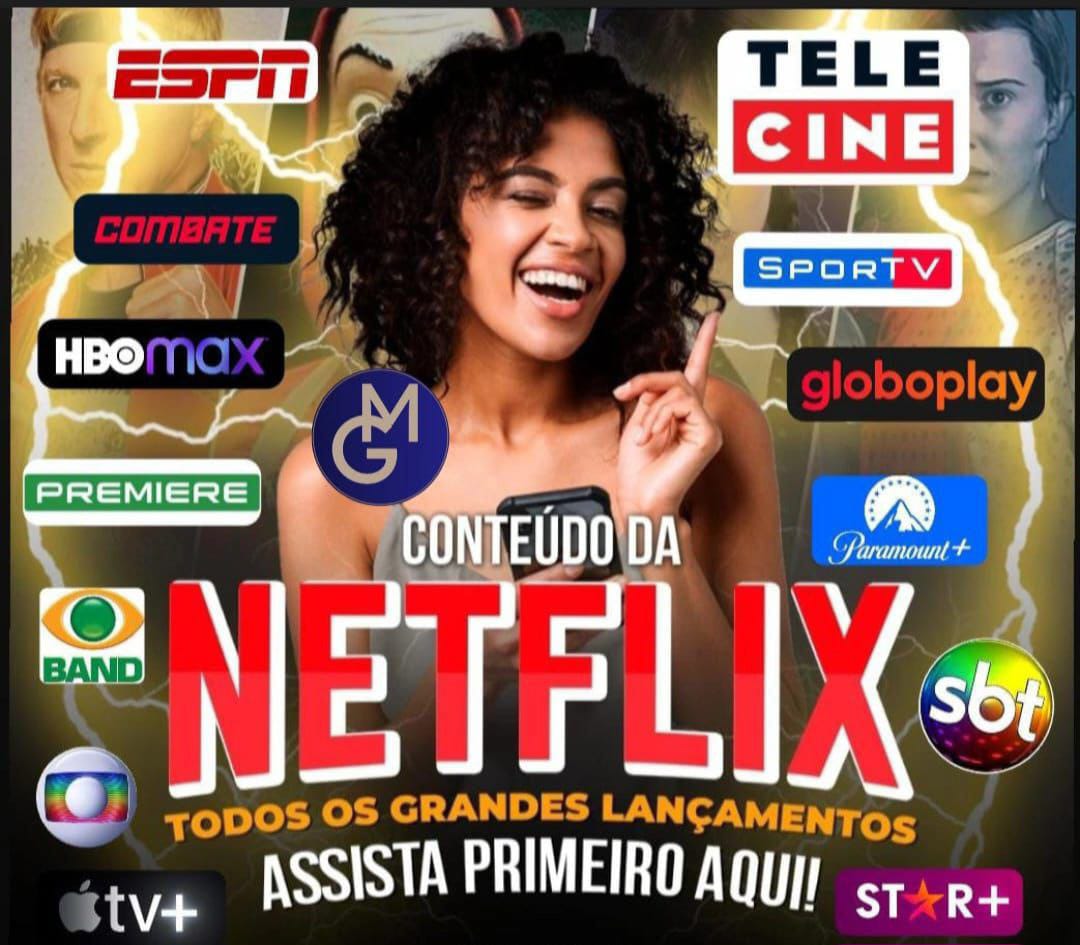 ESPN
TELE
CINE
COMBATE
SPORTV
HBOmax
globoplay
MG
PREMIERE
Paramount+
CONTEÚDO DA
NETFLIX
BAND
sbt
TODOS OS GRANDES LANÇAMENTOS
ASSISTA PRIMEIRO AQUI!
tv+
STAR+